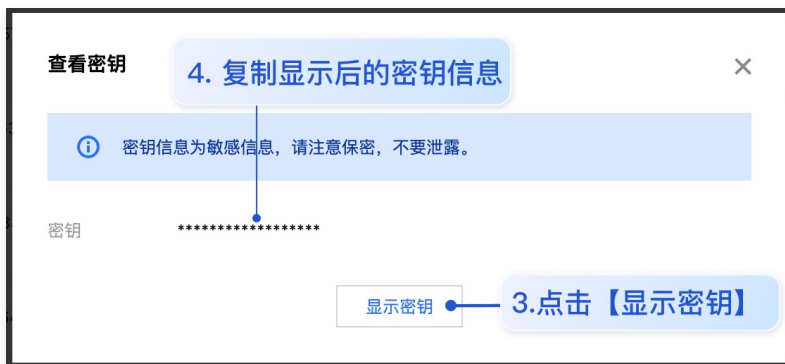 查看密钥
4. 复制显示后的密钥信息
密钥信息为敏感信息，请注意保密，不要泄露。
密钥
******************
显示密钥
3.点击【显示密钥】